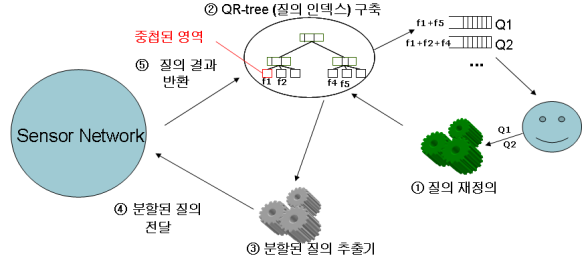 ② QR-tree (질의 인덱스) 구축
중첩된 영역
f1 f2 f4 f5
f1+f5 Q1
f1+f2+f4 Q2
...
⑤ 질의 결과
반환
Sensor Network
Q1
Q2
① 질의 재정의
④ 분할된 질의
전달
③ 분할된 질의 추출기